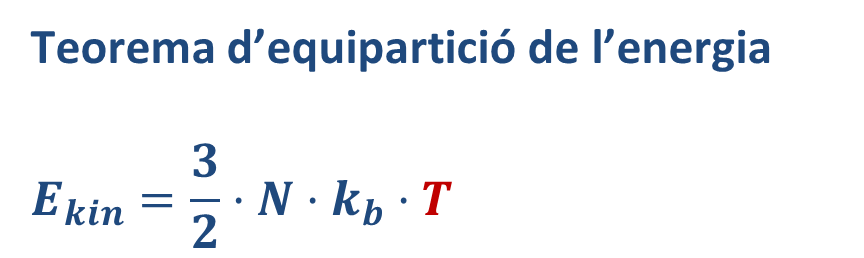 Teorema d’equipartició de l’energia
E_kin = 3/2 · N · k_b · T